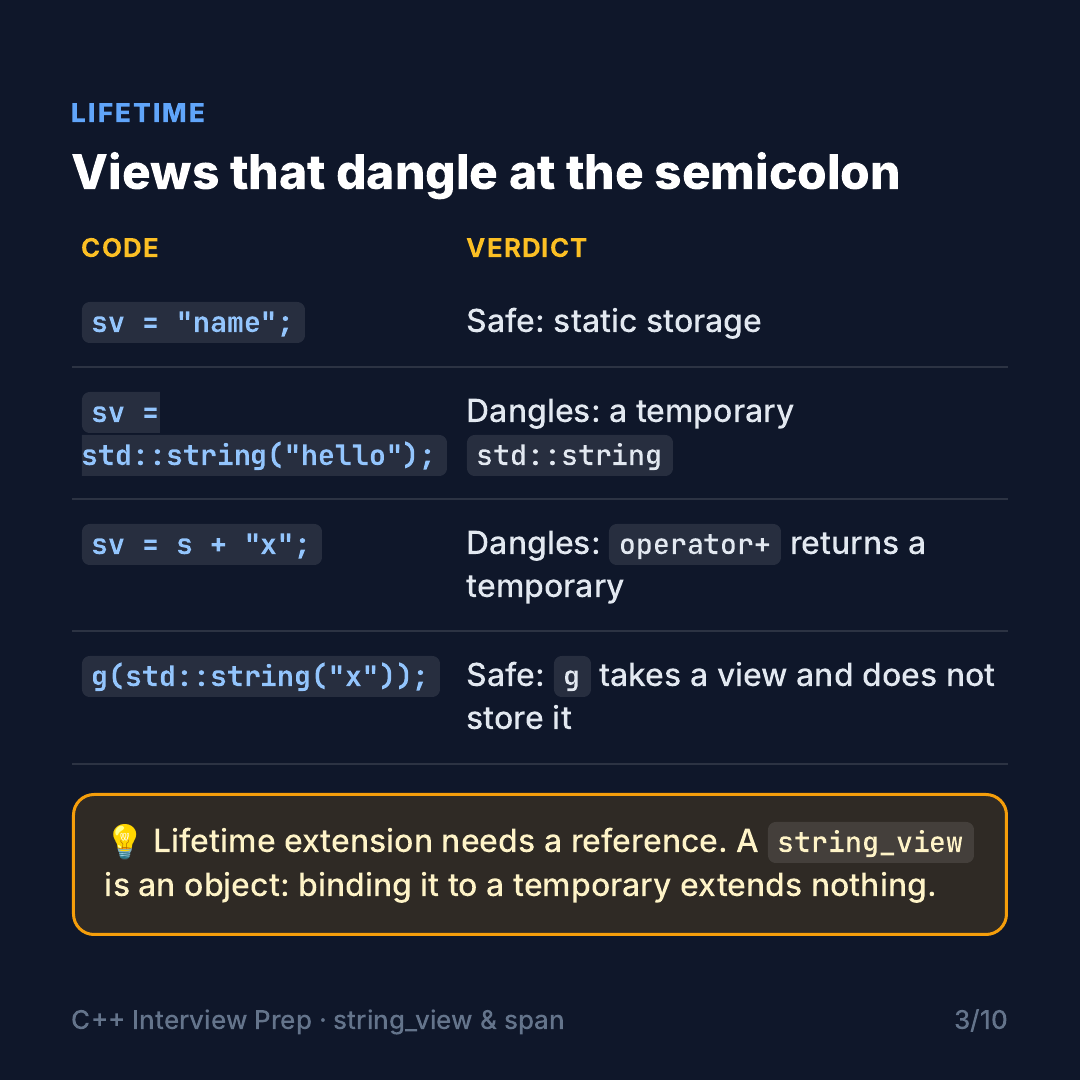 LIFETIME
Views that dangle at the semicolon
CODE VERDICT
sv = "name"; Safe: static storage
sv = Dangles: a temporary
std::string("hello"); std::string
sv = s + "x"; Dangles: operator+ returns a
temporary
g(std::string("x")); Safe: g takes a view and does not
store it
💡 Lifetime extension needs a reference. A string_view
is an object: binding it to a temporary extends nothing.
C++ Interview Prep · string_view & span 3/10